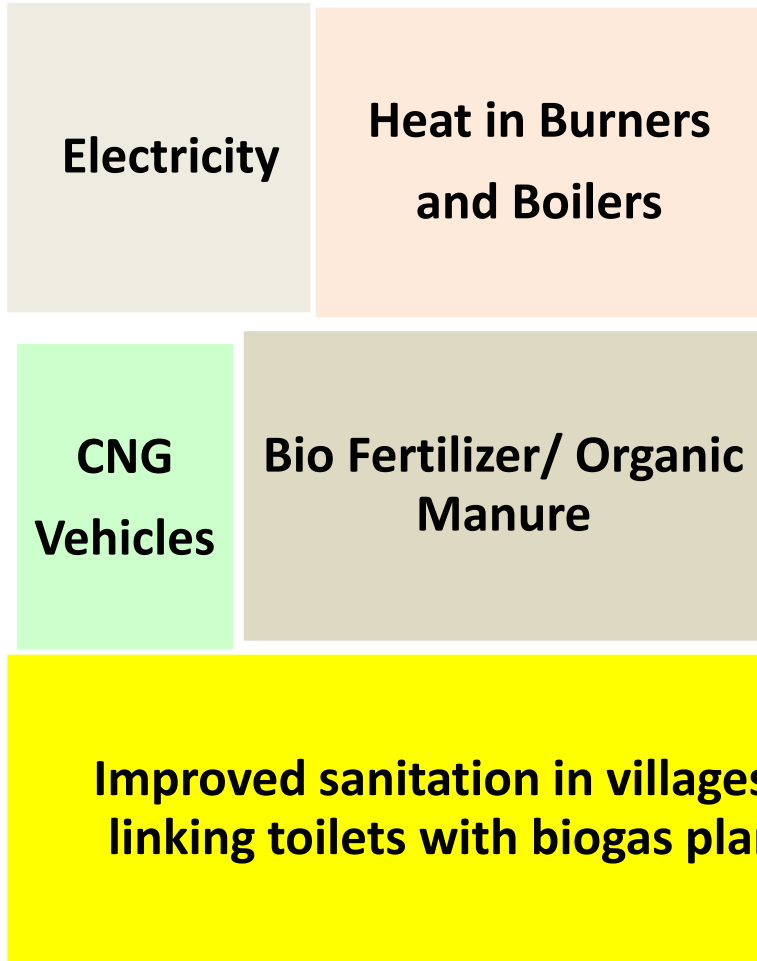 Electricity
Heat in Burners
and Boilers
CNG
Vehicles
Bio Fertilizer/ Organic
Manure
Improved sanitation in villages
linking toilets with biogas